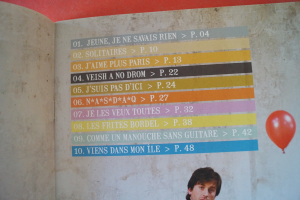 01. JEUNE, JE NE SAVAIS RIEN > P. 04
02. SOLITAIRES > P. 10
03. J'AIME PLUS PARIS > P. 13
04. VEISH A NO DROM > P. 22
05. J'SUIS PAS D'ICI > P. 24
06. N*A*S*D*A*Q > P. 27
07. JE LES VEUX TOUTES > P. 32
08. LES FRITES BORDEL > P. 38
09. COMME UN MANOUCHE SANS GUITARE > P. 42
10. VIENS DANS MON ÎLE > P. 48